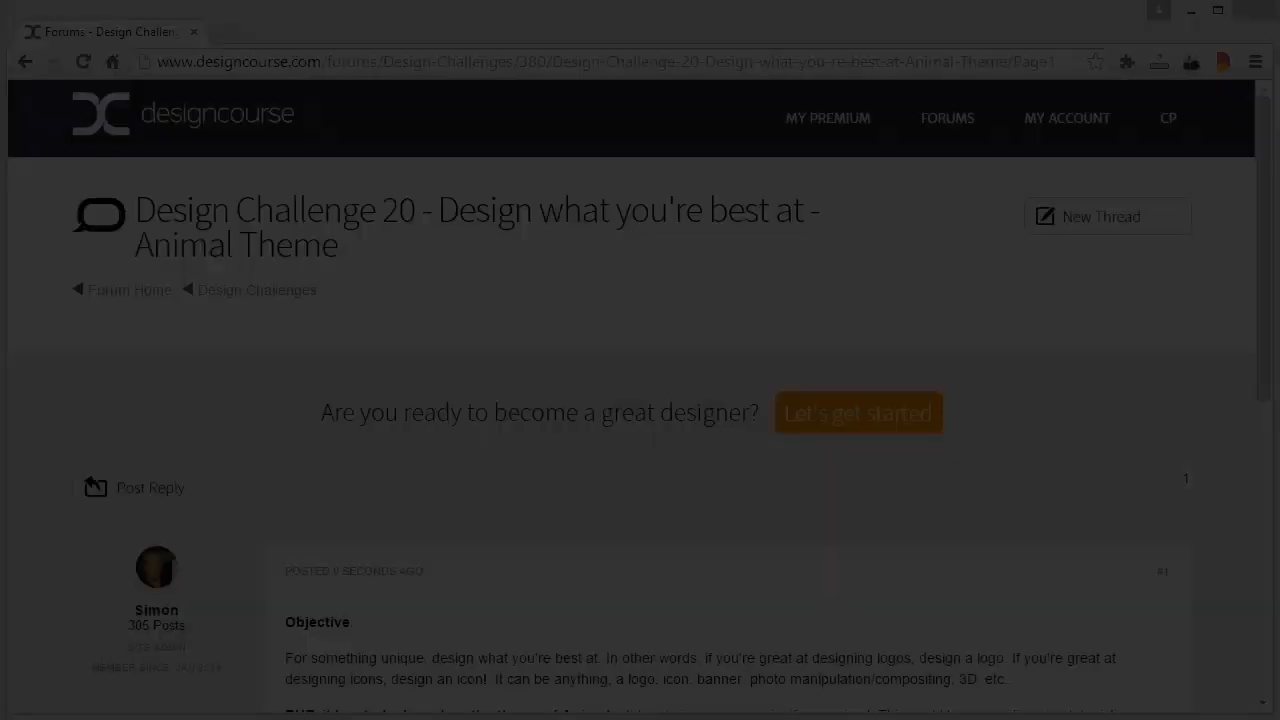 Forums - Design Challen
www.designcourse.com/forums/Design-Challenges/380/Design-Challenge-20-Design-what-you-re-best-at-Animal-Theme/Page1
designcourse
MY PREMIUM
FORUMS
MY ACCOUNT
CP
Design Challenge 20 - Design what you're best at -
Animal Theme
New Thread
Forum Home
Design Challenges
Are you ready to become a great designer?
Let's get started
Post Reply
1
POSTED 6 SECONDS AGO
#1
Simon
305 Posts
SITE ADMIN
MEMBER SINCE
Objective
For something unique, design what you're best at. In other words, if you're great at designing logos, design a logo. If you're great at
designing icons, design an icon! It can be anything, a logo, icon, banner, photo manipulation/compositing, 3D, etc..